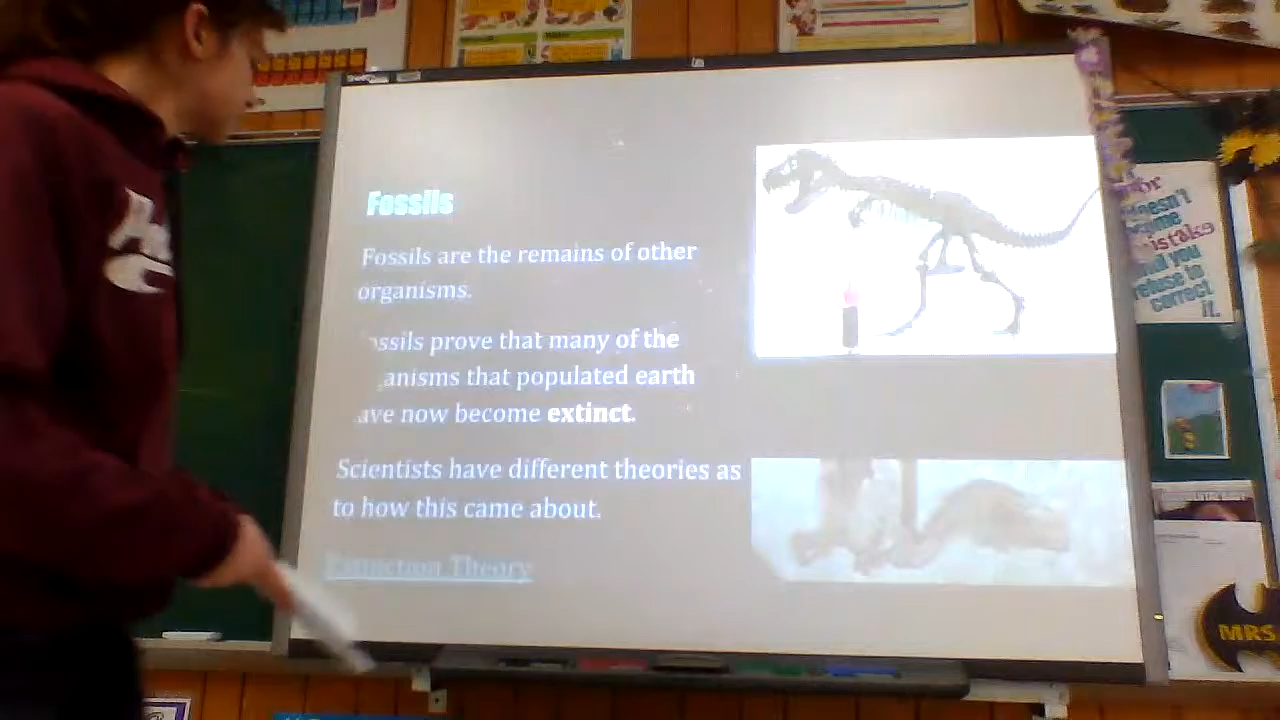 Fossils
Fossils are the remains of other
organisms.
ssils prove that many of the
anisms that populated earth
ave now become extinct.
Scientists have different theories as
to how this came about.
Extinction Theory
or
doesn't
mistake
you
refuse to
correct
it.
MRS